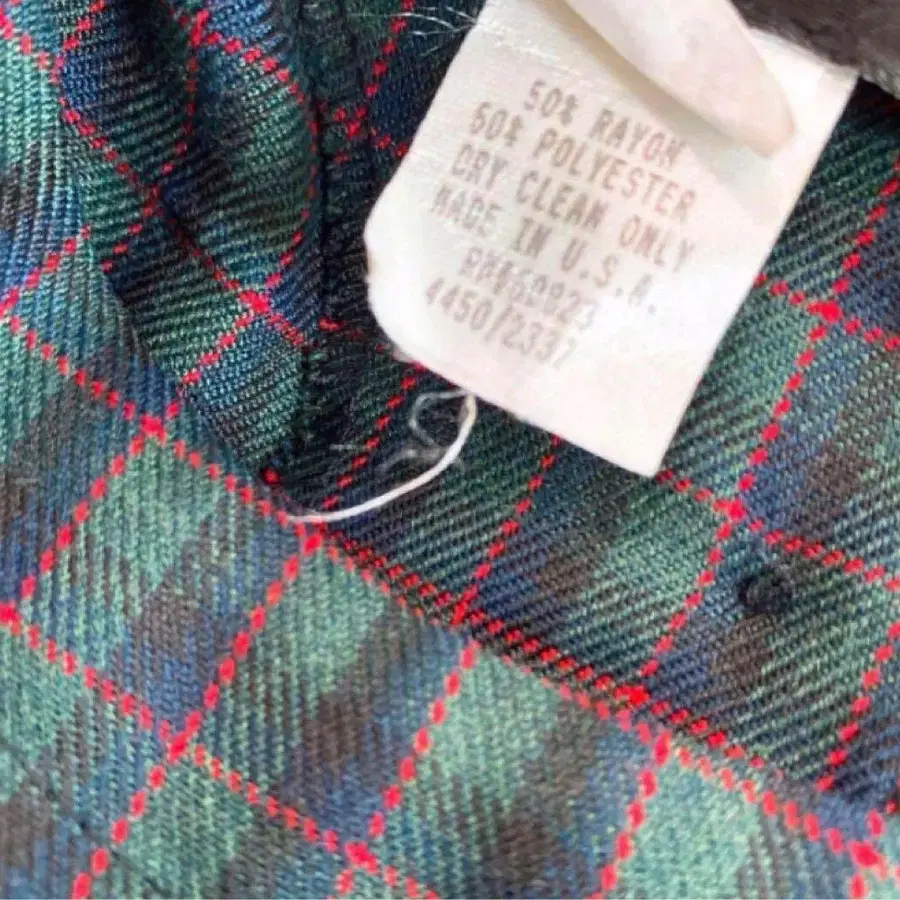 50% RAYON
50% POLYESTER
DRY CLEAN ONLY
MADE IN U.S.A.
4450/2337